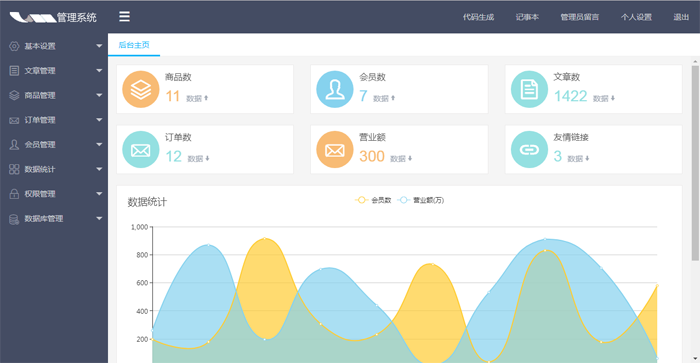 管理系统
代码生成 记事本 管理员留言 个人设置 退出
基本设置
文章管理
商品管理
订单管理
会员管理
数据统计
权限管理
数据库管理
后台主页
商品数
11 数据
会员数
7 数据
文章数
1422 数据
订单数
12 数据
营业额
300 数据
友情链接
3 数据
数据统计
会员数 营业额(万)
1,000
800
600
400
200